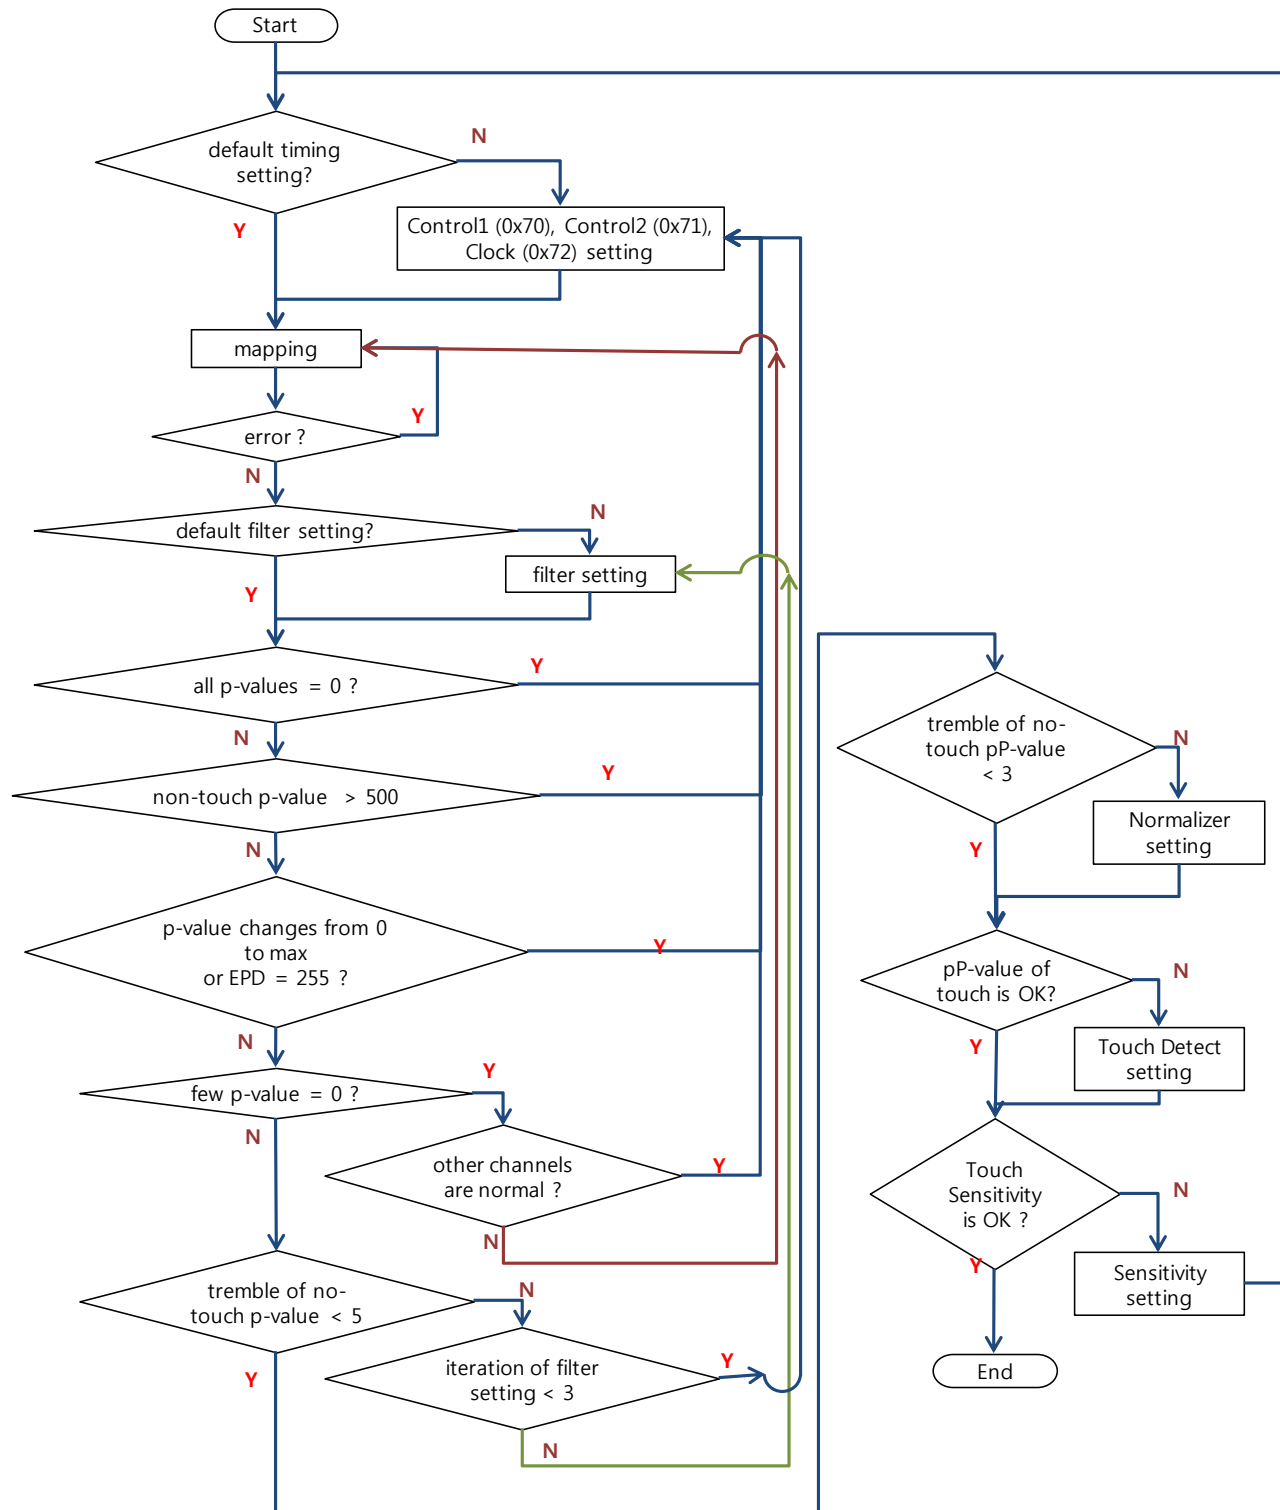 Start
default timing
setting?
N
Y
Control1 (0x70), Control2 (0x71),
Clock (0x72) setting
mapping
Y
error ?
N
default filter setting?
N
filter setting
Y
all p-values = 0 ?
Y
N
non-touch p-value > 500
Y
N
p-value changes from 0
to max
or EPD = 255 ?
Y
N
few p-value = 0 ?
Y
N
other channels
are normal ?
Y
N
tremble of no-
touch p-value < 5
N
Y
iteration of filter
setting < 3
Y
N
tremble of no-
touch pP-value
< 3
N
Normalizer
setting
Y
pP-value of
touch is OK?
N
Y
Touch Detect
setting
Touch
Sensitivity
is OK ?
N
Y
Sensitivity
setting
End